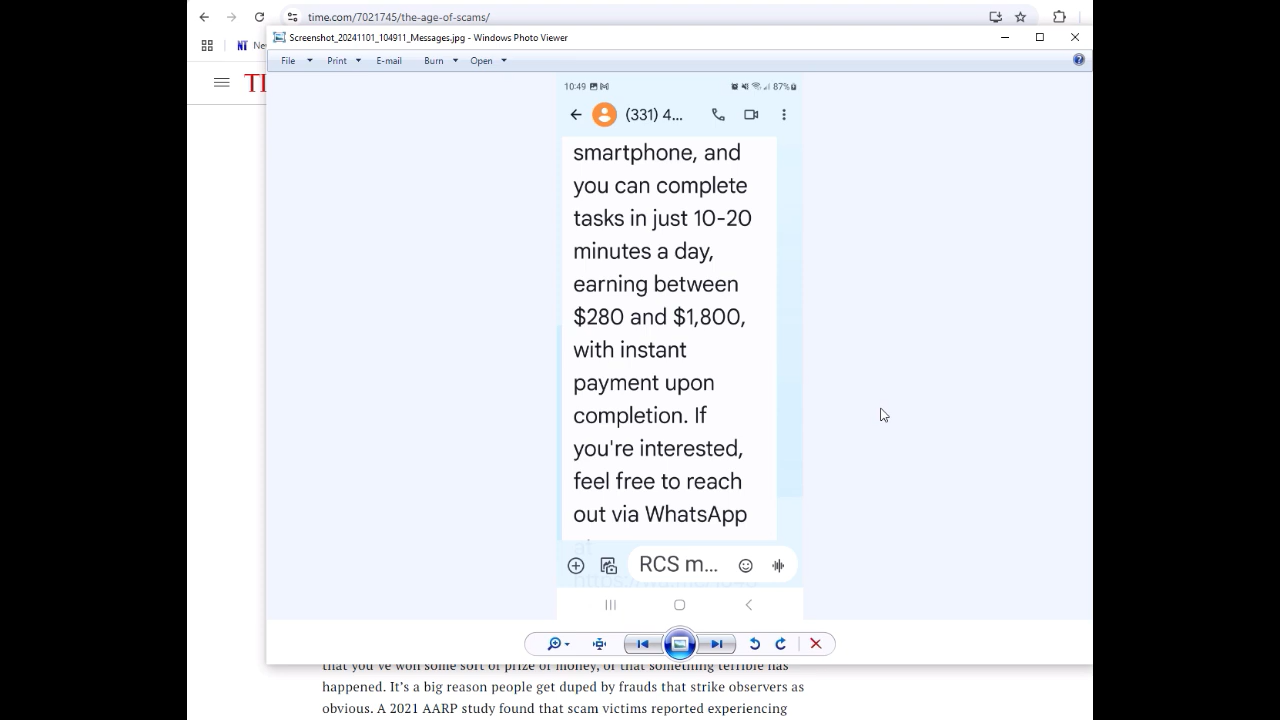 time.com/7021745/the-age-of-scams/
Screenshot_20241101_104911_Messages.jpg - Windows Photo Viewer
NT Ne
File Print E-mail Burn Open
TI
10:49 87%
(331) 4...
smartphone, and
you can complete
tasks in just 10-20
minutes a day,
earning between
$280 and $1,800,
with instant
payment upon
completion. If
you're interested,
feel free to reach
out via WhatsApp
at
RCS m...
that you've won some sort of prize or money, or that something terrible has
happened. It's a big reason people get duped by frauds that strike observers as
obvious. A 2021 AARP study found that scam victims reported experiencing